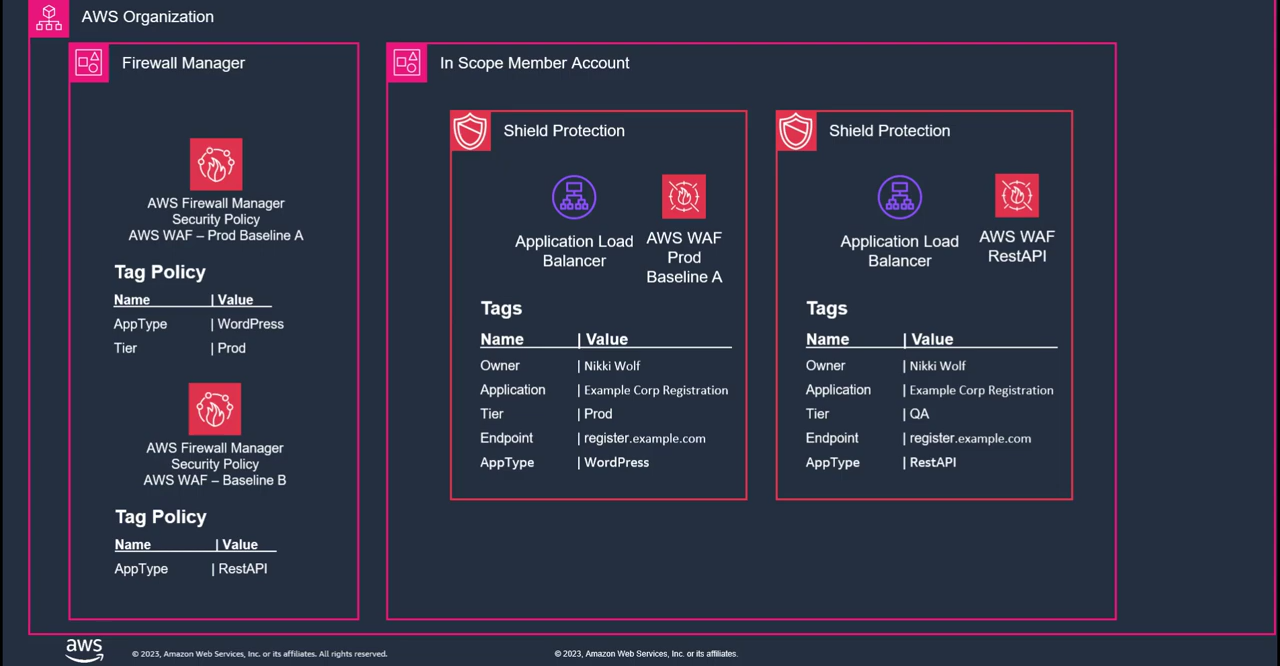 AWS Organization
Firewall Manager
AWS Firewall Manager
Security Policy
AWS WAF – Prod Baseline A
Tag Policy
Name | Value
AppType | WordPress
Tier | Prod
AWS Firewall Manager
Security Policy
AWS WAF – Baseline B
Tag Policy
Name | Value
AppType | RestAPI
In Scope Member Account
Shield Protection
Application Load
Balancer
AWS WAF
Prod
Baseline A
Tags
Name | Value
Owner | Nikki Wolf
Application | Example Corp Registration
Tier | Prod
Endpoint | register.example.com
AppType | WordPress
Shield Protection
Application Load
Balancer
AWS WAF
RestAPI
Tags
Name | Value
Owner | Nikki Wolf
Application | Example Corp Registration
Tier | QA
Endpoint | register.example.com
AppType | RestAPI
aws
© 2023, Amazon Web Services, Inc. or its affiliates. All rights reserved.
© 2023, Amazon Web Services, Inc. or its affiliates.